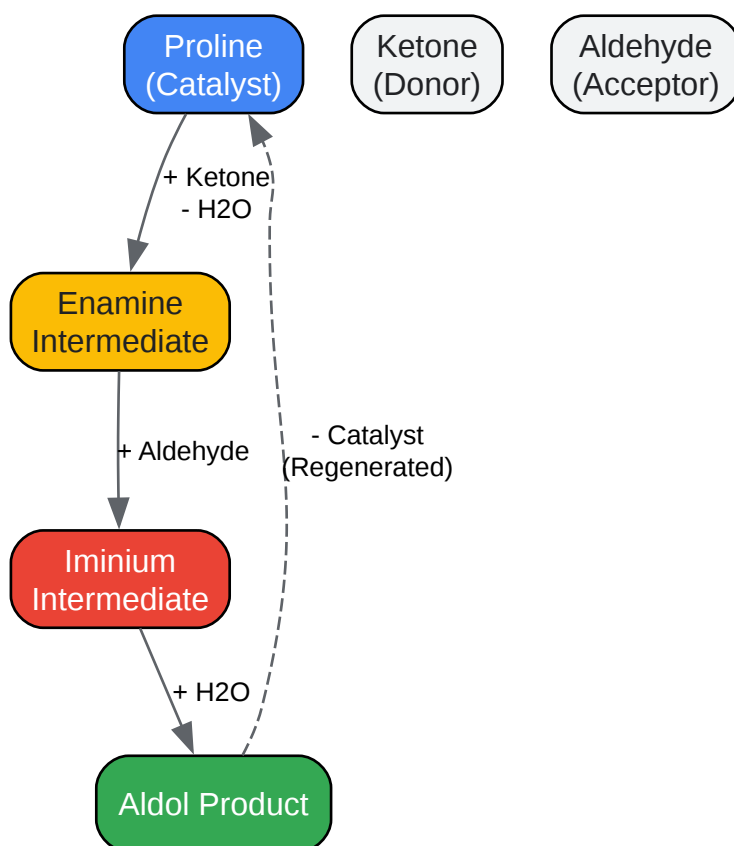 Proline
(Catalyst)
Ketone
(Donor)
Aldehyde
(Acceptor)
+ Ketone
- H2O
Enamine
Intermediate
+ Aldehyde
- Catalyst
(Regenerated)
Iminium
Intermediate
+ H2O
Aldol Product